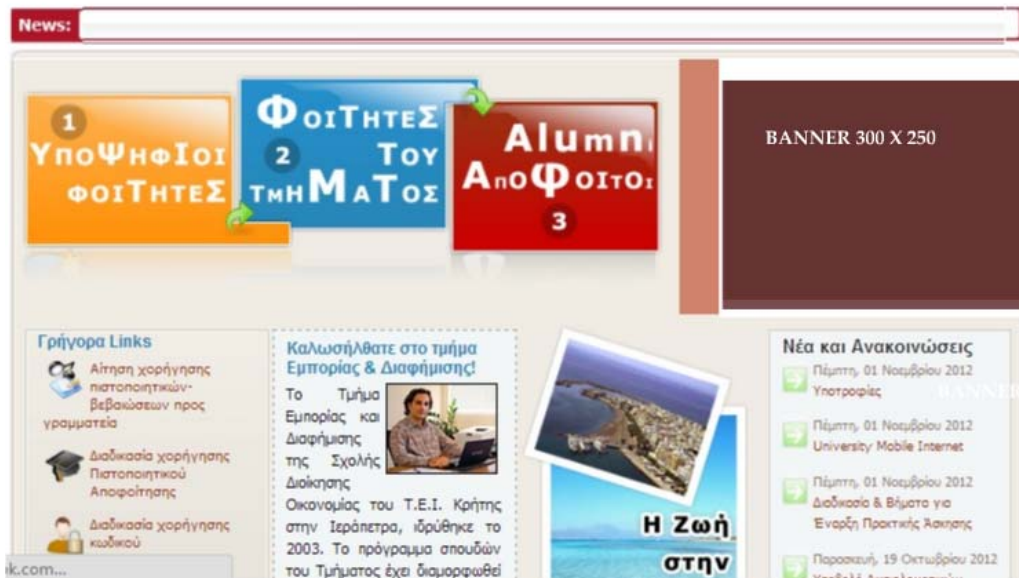 News:
1
ΥΠΟΨΗΦΙΟΙ
ΦΟΙΤΗΤΕΣ
ΦΟΙΤΗΤΕΣ
2 ΤΟΥ
ΤΜΗΜΑΤΟΣ
Alumni
ΑΠΟΦΟΙΤΟΙ
3
BANNER 300 X 250
Γρήγορα Links
Αίτηση χορήγησης
πιστοποιητικών-
βεβαιώσεων προς
γραμματεία
Διαδικασία χορήγησης
Πιστοποιητικού
Αποφοίτησης
Διαδικασία χορήγησης
κωδικού
k.com...
Καλωσήλθατε στο τμήμα
Εμπορίας & Διαφήμισης!
Το Τμήμα
Εμπορίας και
Διαφήμισης
της Σχολής
Διοίκησης
Οικονομίας του Τ.Ε.Ι. Κρήτης
στην Ιεράπετρα, ιδρύθηκε το
2003. Το πρόγραμμα σπουδών
του Τμήματος έχει διαμορφωθεί
Η Ζωή
στην
Νέα και Ανακοινώσεις
Πέμπτη, 01 Νοεμβρίου 2012
Υποτροφίες
BANNER
Πέμπτη, 01 Νοεμβρίου 2012
University Mobile Internet
Πέμπτη, 01 Νοεμβρίου 2012
Διαδικασία & Βήματα για
Έναρξη Πρακτικής Άσκησης
Παρασκευή, 19 Οκτωβρίου 2012